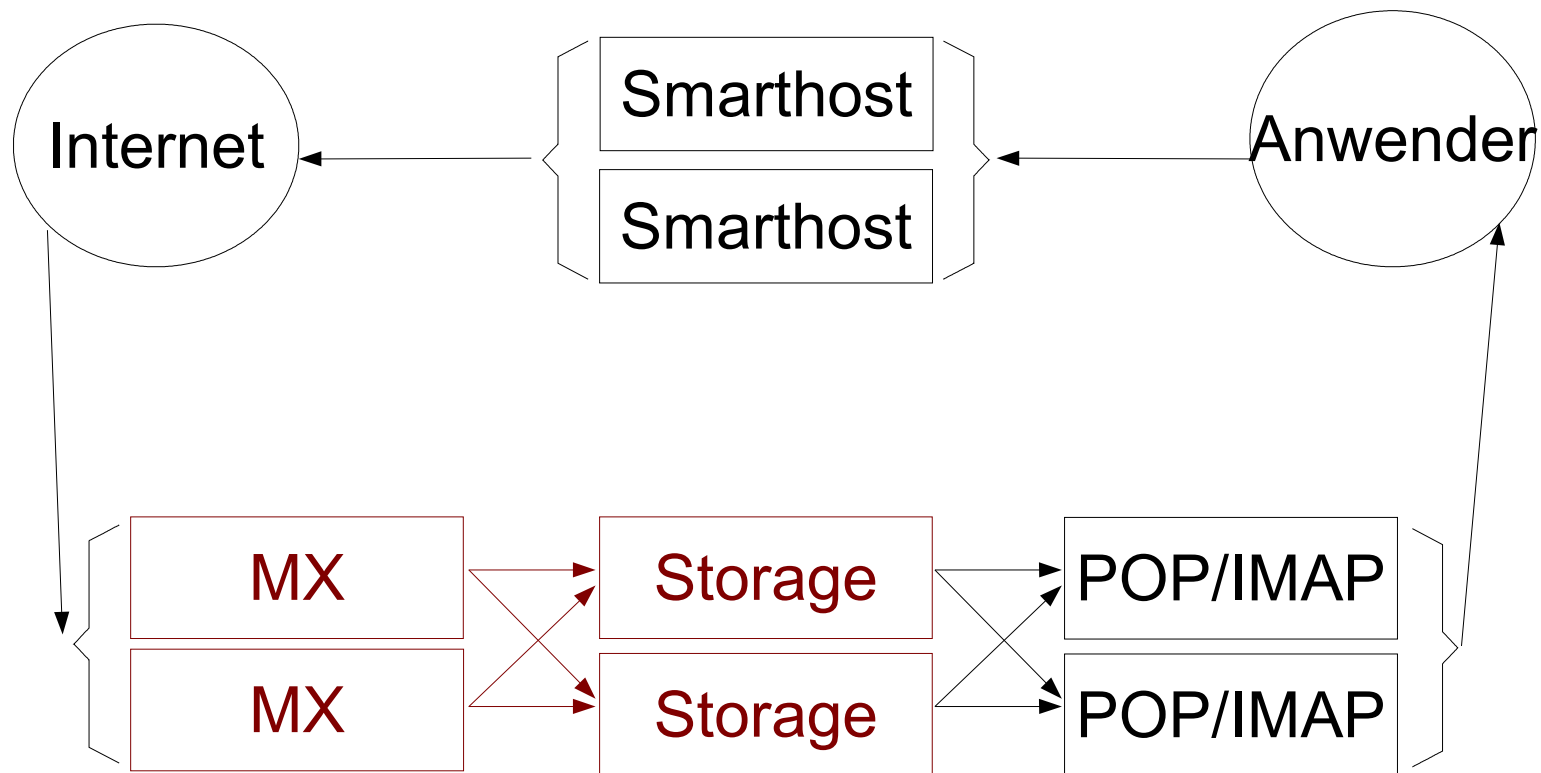 Internet
Smarthost
Smarthost
Anwender
MX
Storage
POP/IMAP
MX
Storage
POP/IMAP